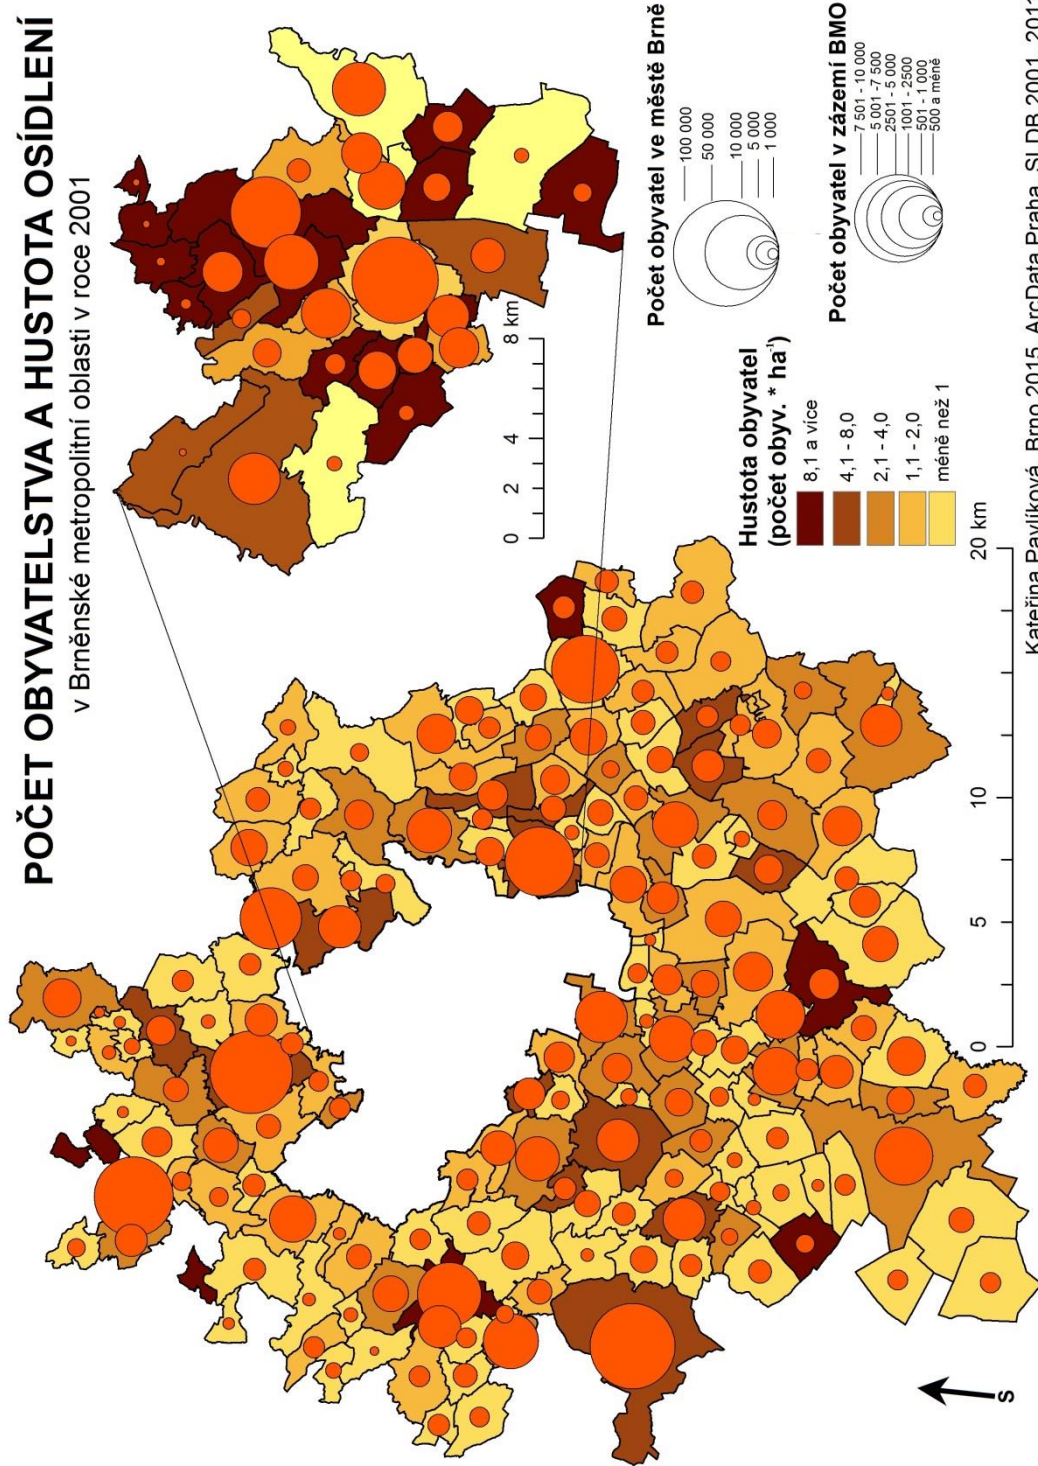 POČET OBYVATELSTVA A HUSTOTA OSÍDLENÍ
v Brněnské metropolitní oblasti v roce 2001
0 2 4 8 km
Počet obyvatel ve městě Brně
100 000
50 000
10 000
5 000
1 000
Počet obyvatel v zázemí BMO
7 501 - 10 000
5 001 -7 500
2501 - 5 000
1001 - 2500
501 - 1 000
500 a méně
Hustota obyvatel
(počet obyv. * ha⁻¹)
8,1 a více
4,1 - 8,0
2,1 - 4,0
1,1 - 2,0
méně než 1
0 5 10 20 km
S
Kateřina Pavlíková, Brno 2015, ArcData Praha, SLDB 2001, 2011